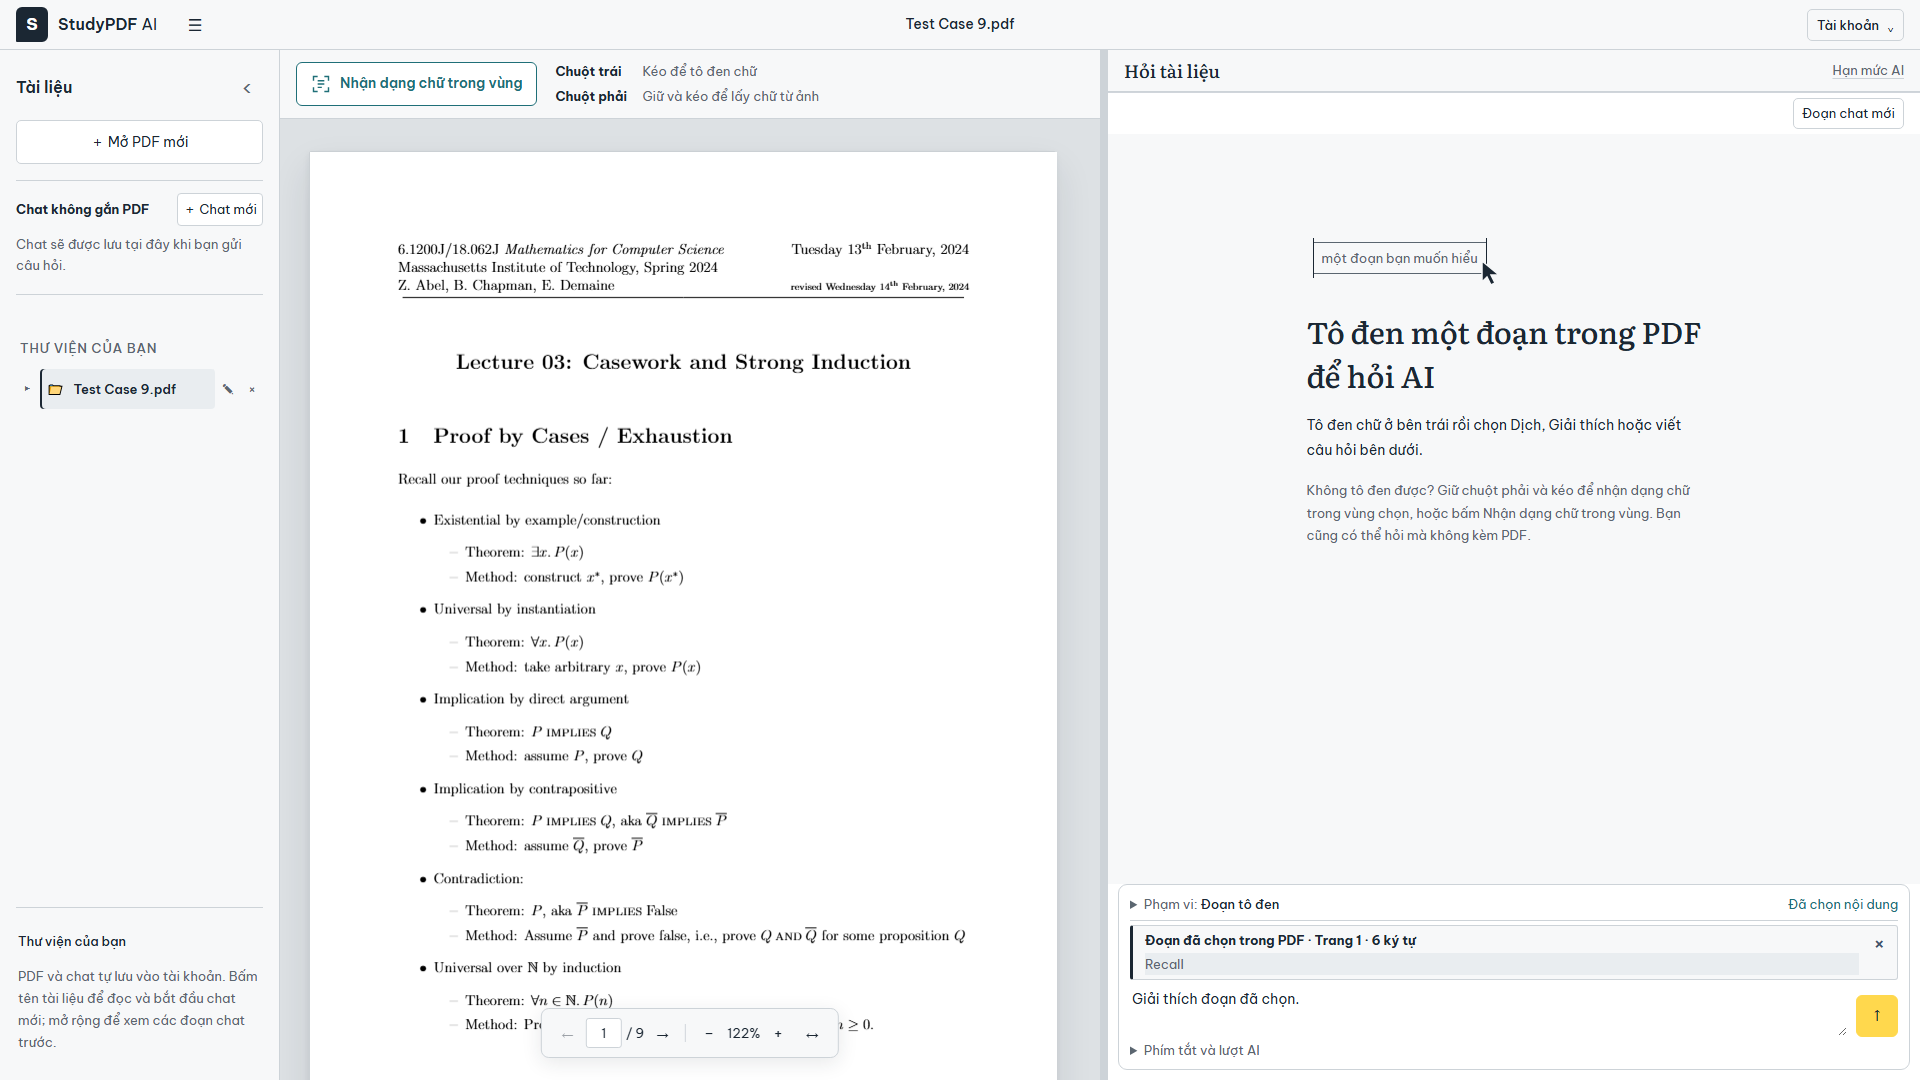 S StudyPDF AI ☰
Test Case 9.pdf
Tài khoản
Tài liệu
+ Mở PDF mới
Chat không gắn PDF
+ Chat mới
Chat sẽ được lưu tại đây khi bạn gửi
câu hỏi.
THƯ VIỆN CỦA BẠN
Test Case 9.pdf
Thư viện của bạn
PDF và chat tự lưu vào tài khoản. Bấm
tên tài liệu để đọc và bắt đầu chat
mới; mở rộng để xem các đoạn chat
trước.
Nhận dạng chữ trong vùng
Chuột trái Kéo để tô đen chữ
Chuột phải Giữ và kéo để lấy chữ từ ảnh
6.1200J/18.062J Mathematics for Computer Science Tuesday 13th February, 2024
Massachusetts Institute of Technology, Spring 2024
Z. Abel, B. Chapman, E. Demaine revised Wednesday 14th February, 2024
Lecture 03: Casework and Strong Induction
1 Proof by Cases / Exhaustion
Recall our proof techniques so far:
• Existential by example/construction
– Theorem: ∃x. P(x)
– Method: construct x*, prove P(x*)
• Universal by instantiation
– Theorem: ∀x. P(x)
– Method: take arbitrary x, prove P(x)
• Implication by direct argument
– Theorem: P IMPLIES Q
– Method: assume P, prove Q
• Implication by contrapositive
– Theorem: P IMPLIES Q, aka Q̅ IMPLIES P̅
– Method: assume Q̅, prove P̅
• Contradiction:
– Theorem: P, aka P̅ IMPLIES False
– Method: Assume P̅ and prove false, i.e., prove Q AND Q̅ for some proposition Q
• Universal over ℕ by induction
– Theorem: ∀n ∈ ℕ. P(n)
– Method: Pr ≥ 0.
← 1 / 9 → − 122% + ↔
Hỏi tài liệu
Hạn mức AI
Đoạn chat mới
một đoạn bạn muốn hiểu
Tô đen một đoạn trong PDF
để hỏi AI
Tô đen chữ ở bên trái rồi chọn Dịch, Giải thích hoặc viết
câu hỏi bên dưới.
Không tô đen được? Giữ chuột phải và kéo để nhận dạng chữ
trong vùng chọn, hoặc bấm Nhận dạng chữ trong vùng. Bạn
cũng có thể hỏi mà không kèm PDF.
Phạm vi: Đoạn tô đen
Đã chọn nội dung
Đoạn đã chọn trong PDF · Trang 1 · 6 ký tự
Recall
Giải thích đoạn đã chọn.
Phím tắt và lượt AI